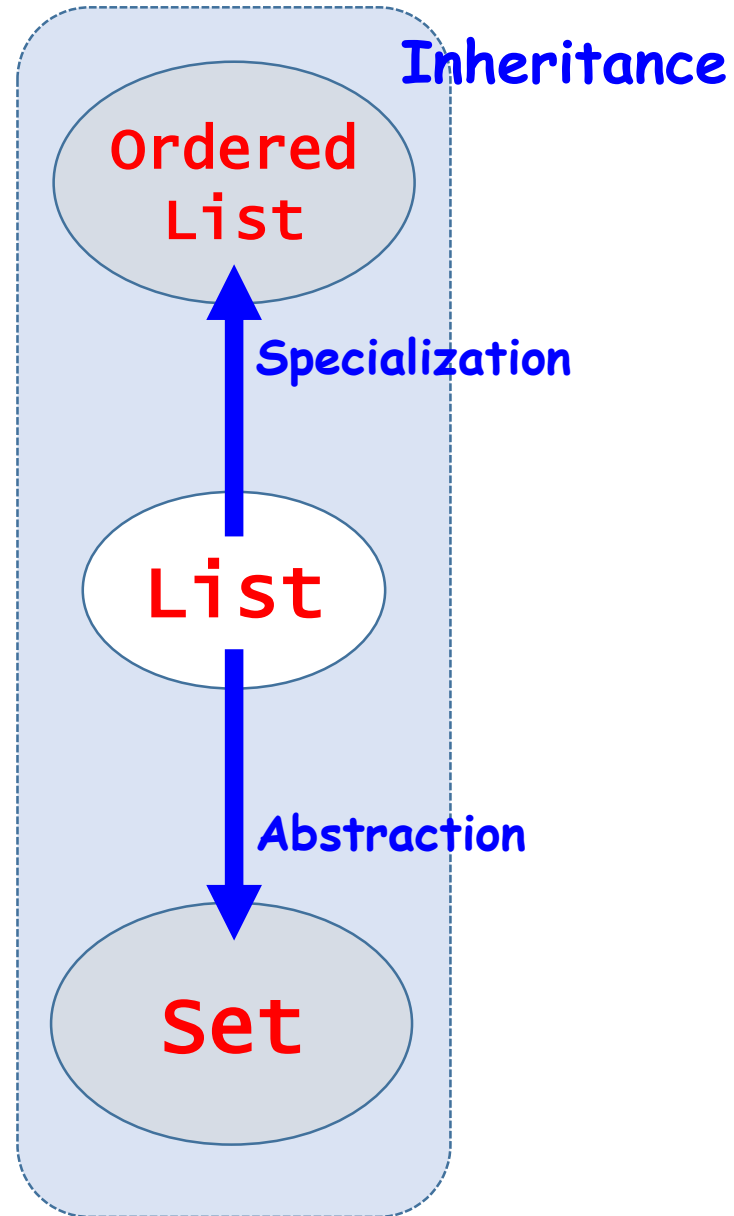 Inheritance
Ordered
List
Specialization
List
Abstraction
Set